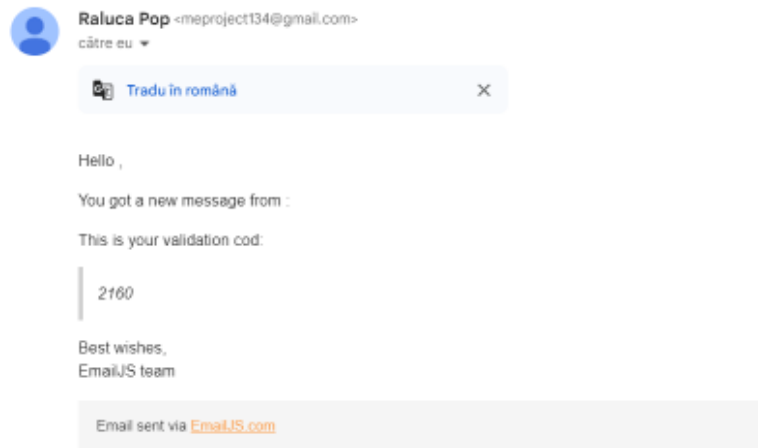 Raluca Pop <meproject134@gmail.com>
către eu
Tradu în română
Hello ,
You got a new message from :
This is your validation cod:
2160
Best wishes,
EmailJS team
Email sent via EmailJS.com